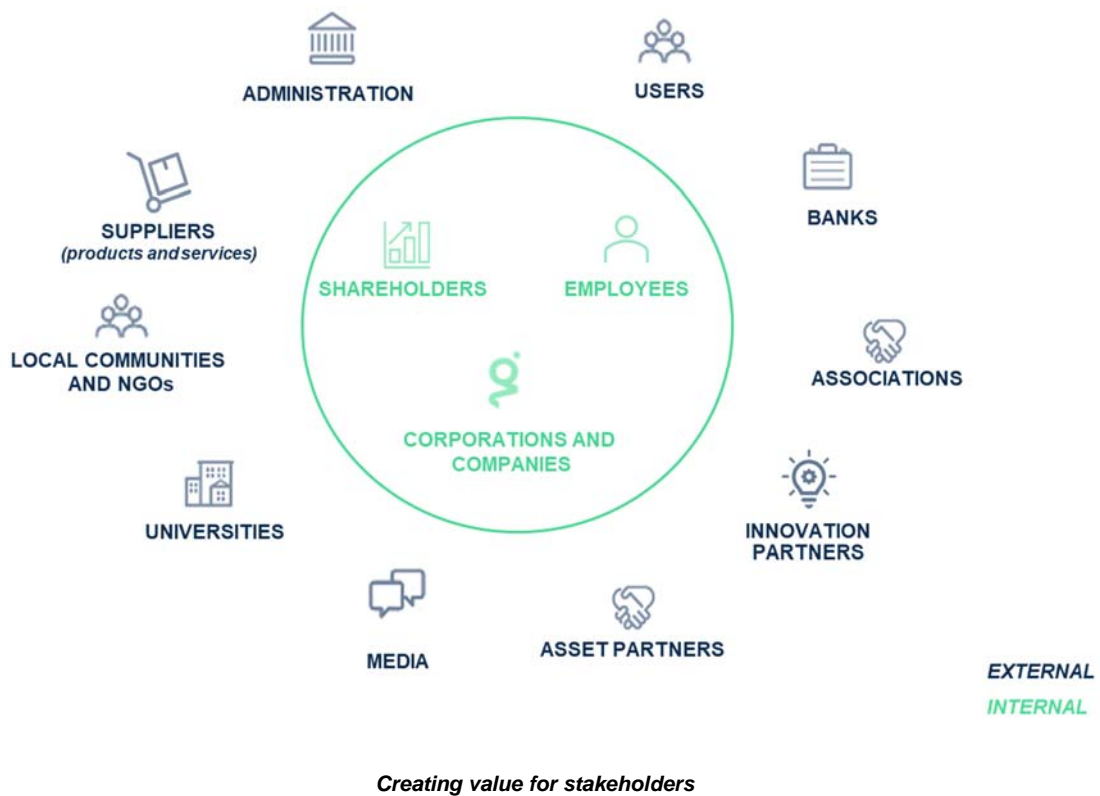 ADMINISTRATION
USERS
BANKS
SUPPLIERS
(products and services)
SHAREHOLDERS
EMPLOYEES
LOCAL COMMUNITIES
AND NGOs
ASSOCIATIONS
CORPORATIONS AND
COMPANIES
UNIVERSITIES
INNOVATION
PARTNERS
MEDIA
ASSET PARTNERS
EXTERNAL
INTERNAL
Creating value for stakeholders